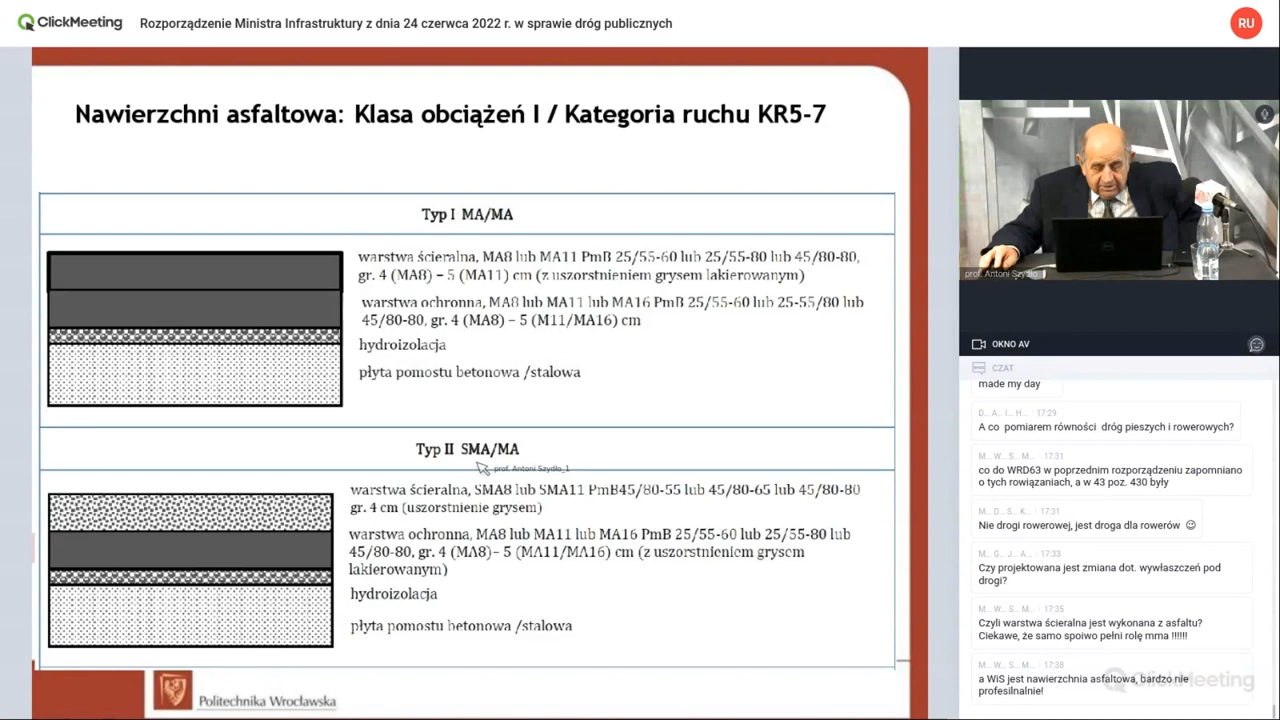 ClickMeeting
Rozporządzenie Ministra Infrastruktury z dnia 24 czerwca 2022 r. w sprawie dróg publicznych
RU
Nawierzchni asfaltowa: Klasa obciążeń I / Kategoria ruchu KR5-7
Typ I MA/MA
warstwa ścieralna, MA8 lub MA11 PmB 25/55-60 lub 25/55-80 lub 45/80-80,
gr. 4 (MA8) – 5 (MA11) cm (z uszorstnieniem grysem lakierowanym)
warstwa ochronna, MA8 lub MA11 lub MA16 PmB 25/55-60 lub 25-55/80 lub
45/80-80, gr. 4 (MA8) – 5 (M11/MA16) cm
hydroizolacja
płyta pomostu betonowa /stalowa
Typ II SMA/MA
prof. Antoni Szydło_1
warstwa ścieralna, SMA8 lub SMA11 PmB45/80-55 lub 45/80-65 lub 45/80-80
gr. 4 cm (uszorstnienie grysem)
warstwa ochronna, MA8 lub MA11 lub MA16 PmB 25/55-60 lub 25/55-80 lub
45/80-80, gr. 4 (MA8)– 5 (MA11/MA16) cm (z uszorstnieniem grysem
lakierowanym)
hydroizolacja
płyta pomostu betonowa /stalowa
Politechnika Wrocławska
prof. Antoni Szydło
OKNO AV
CZAT
made my day
D... A... I... H... 17:29
A co pomiarem równości dróg pieszych i rowerowych?
M... W... S... M... 17:31
co do WRD63 w poprzednim rozporządzeniu zapomniano
o tych rowiązaniach, a w 43 poz. 430 były
M... D... S... K... 17:31
Nie drogi rowerowej, jest droga dla rowerów 😉
M... G... J... A... 17:33
Czy projektowana jest zmiana dot. wywłaszczeń pod
drogi?
M... W... S... M... 17:35
Czyli warstwa ścieralna jest wykonana z asfaltu?
Ciekawe, że samo spoiwo pełni rolę mma !!!!!!
M... W... S... M... 17:38
a WiS jest nawierzchnia asfaltowa, bardzo nie
profesilnalnie!
ClickMeeting